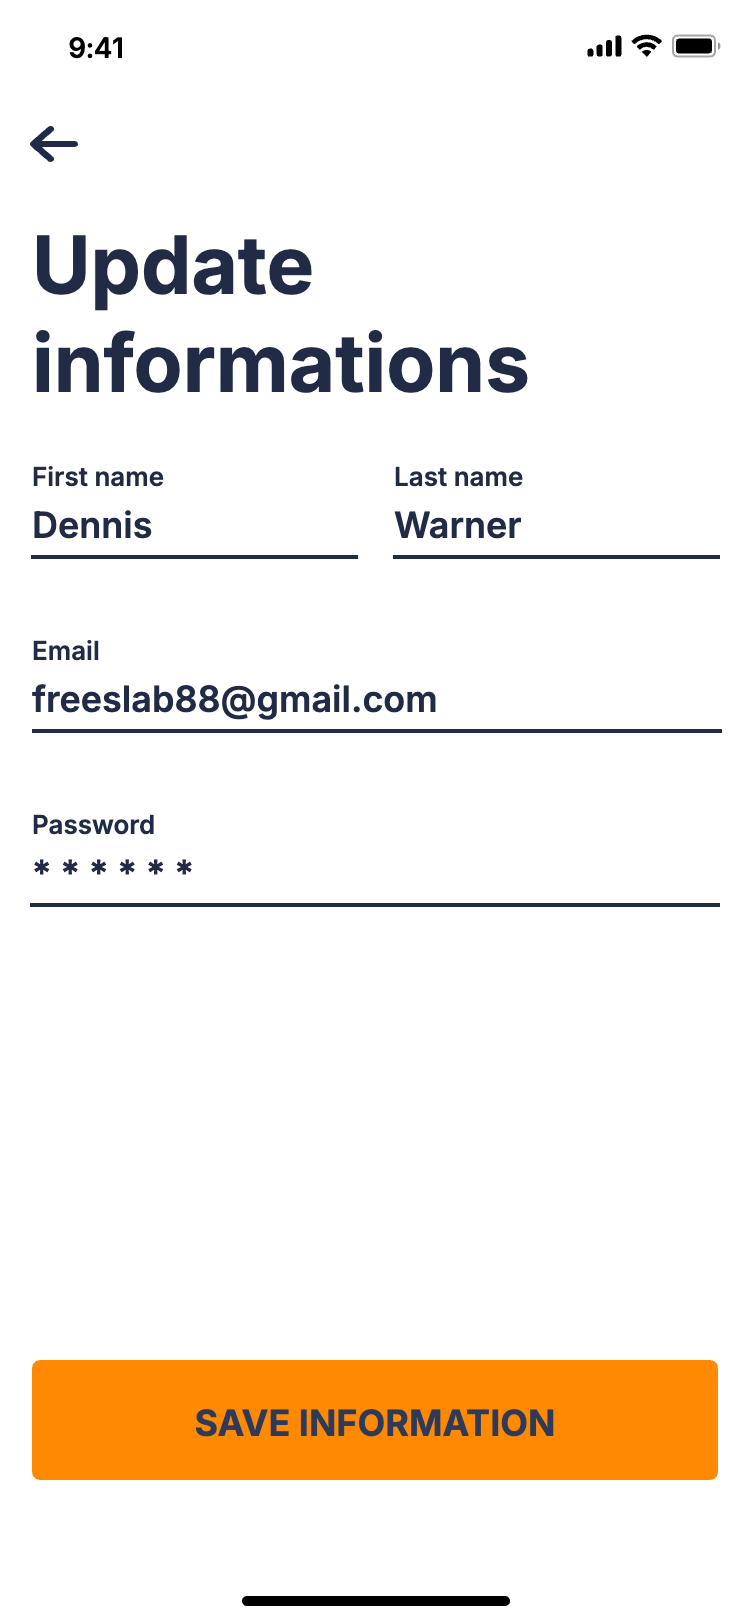 9:41
Update
informations
First name Last name
Dennis Warner
Email
freeslab88@gmail.com
Password
* * * * * *
SAVE INFORMATION